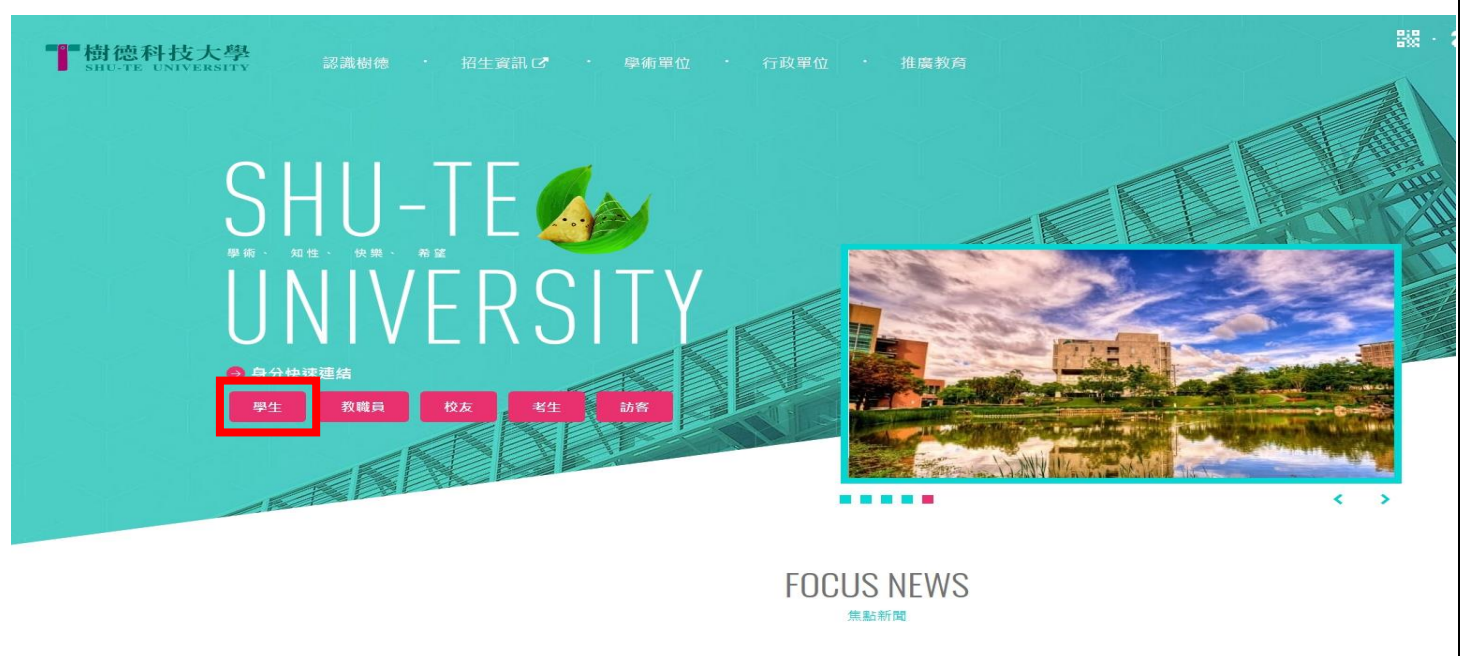 樹德科技大學
SHU-TE UNIVERSITY
認識樹德 · 招生資訊 · 學術單位 · 行政單位 · 推廣教育
SHU-TE
學術、 知性、 快樂、 希望
UNIVERSITY
身分快速連結
學生 教職員 校友 考生 訪客
FOCUS NEWS
焦點新聞